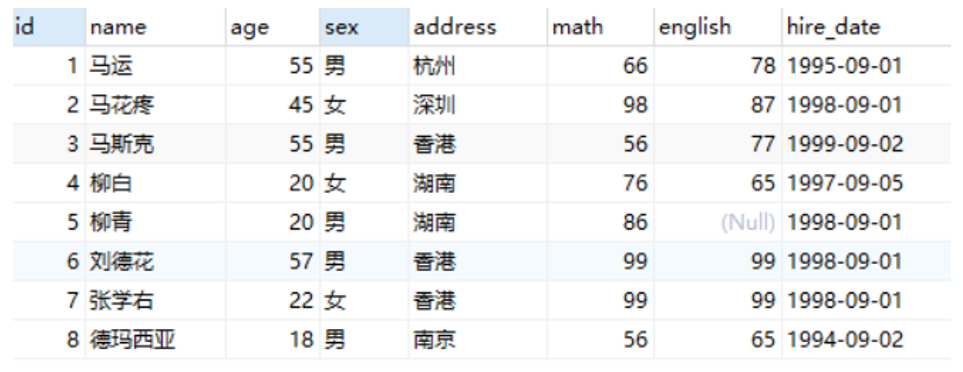 id name age sex address math english hire_date
1 马运 55 男 杭州 66 78 1995-09-01
2 马花疼 45 女 深圳 98 87 1998-09-01
3 马斯克 55 男 香港 56 77 1999-09-02
4 柳白 20 女 湖南 76 65 1997-09-05
5 柳青 20 男 湖南 86 (Null) 1998-09-01
6 刘德花 57 男 香港 99 99 1998-09-01
7 张学右 22 女 香港 99 99 1998-09-01
8 德玛西亚 18 男 南京 56 65 1994-09-02